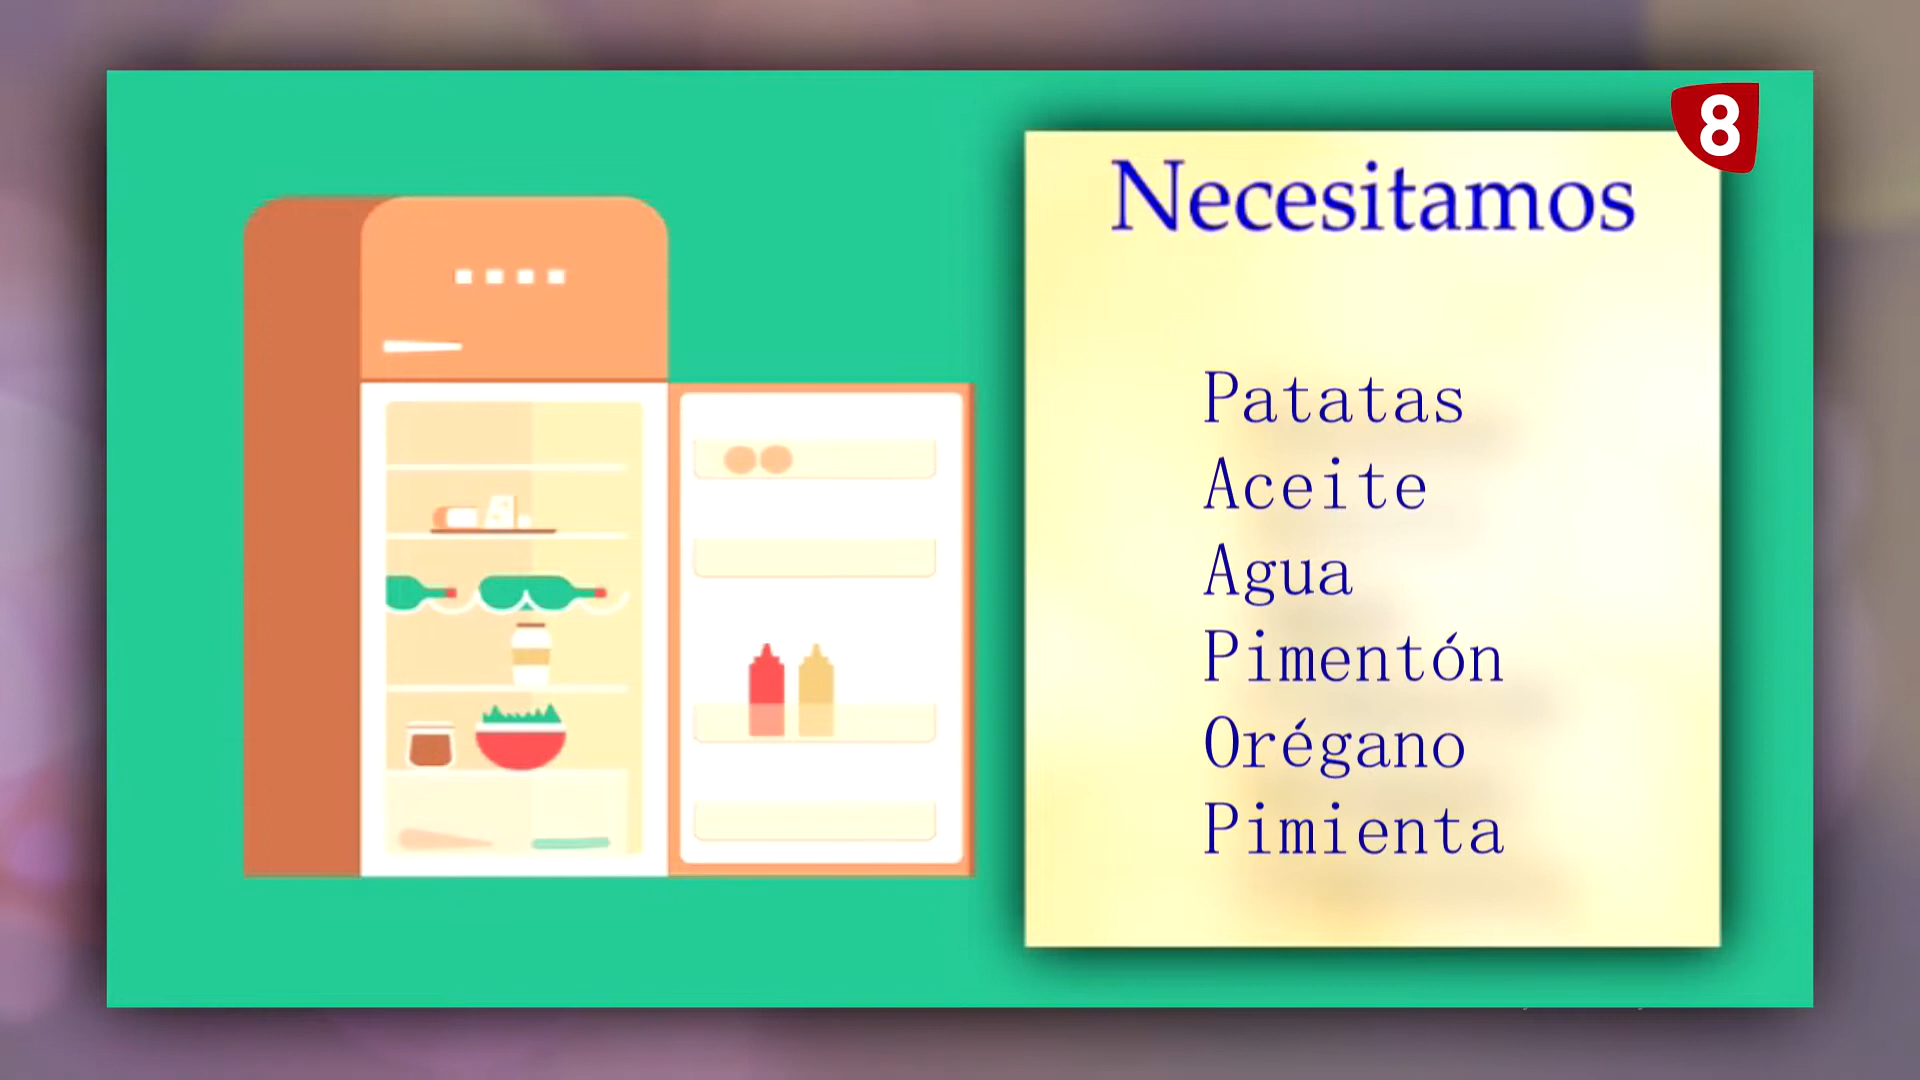 8
Necesitamos
Patatas
Aceite
Agua
Pimentón
Orégano
Pimienta